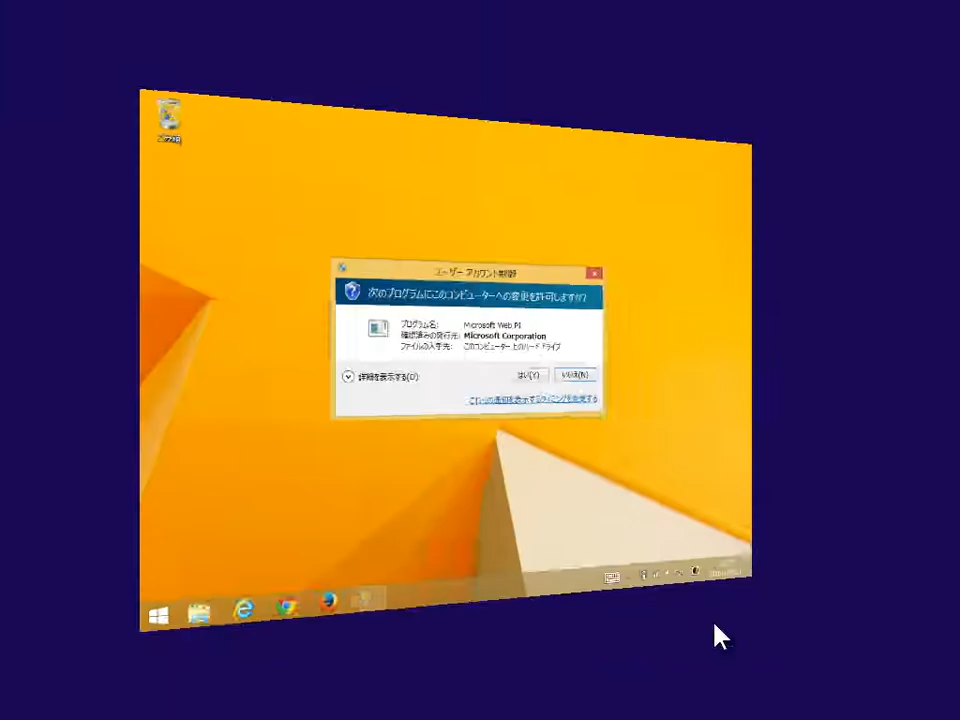 ごみ箱
ユーザー アカウント制御
次のプログラムにこのコンピューターへの変更を許可しますか?
プログラム名: Microsoft Web PI
確認済みの発行元: Microsoft Corporation
ファイルの入手先: このコンピューター上のハード ドライブ
詳細を表示する(D)
はい(Y)
いいえ(N)
これらの通知を表示するタイミングを変更する